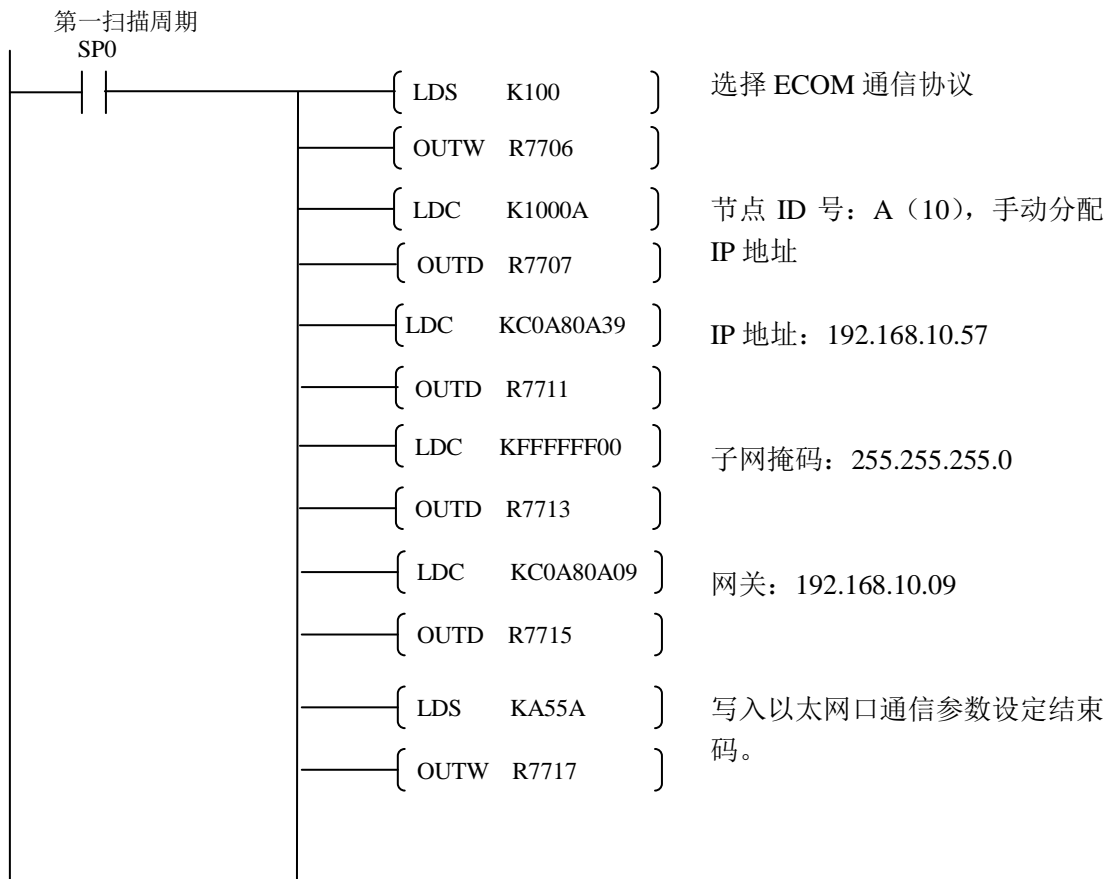 第一扫描周期
SP0
LDS K100 选择 ECOM 通信协议
OUTW R7706
LDC K1000A 节点 ID 号：A（10），手动分配
OUTD R7707 IP 地址
LDC KC0A80A39 IP 地址：192.168.10.57
OUTD R7711
LDC KFFFFFF00 子网掩码：255.255.255.0
OUTD R7713
LDC KC0A80A09 网关：192.168.10.09
OUTD R7715
LDS KA55A 写入以太网口通信参数设定结束
码。
OUTW R7717